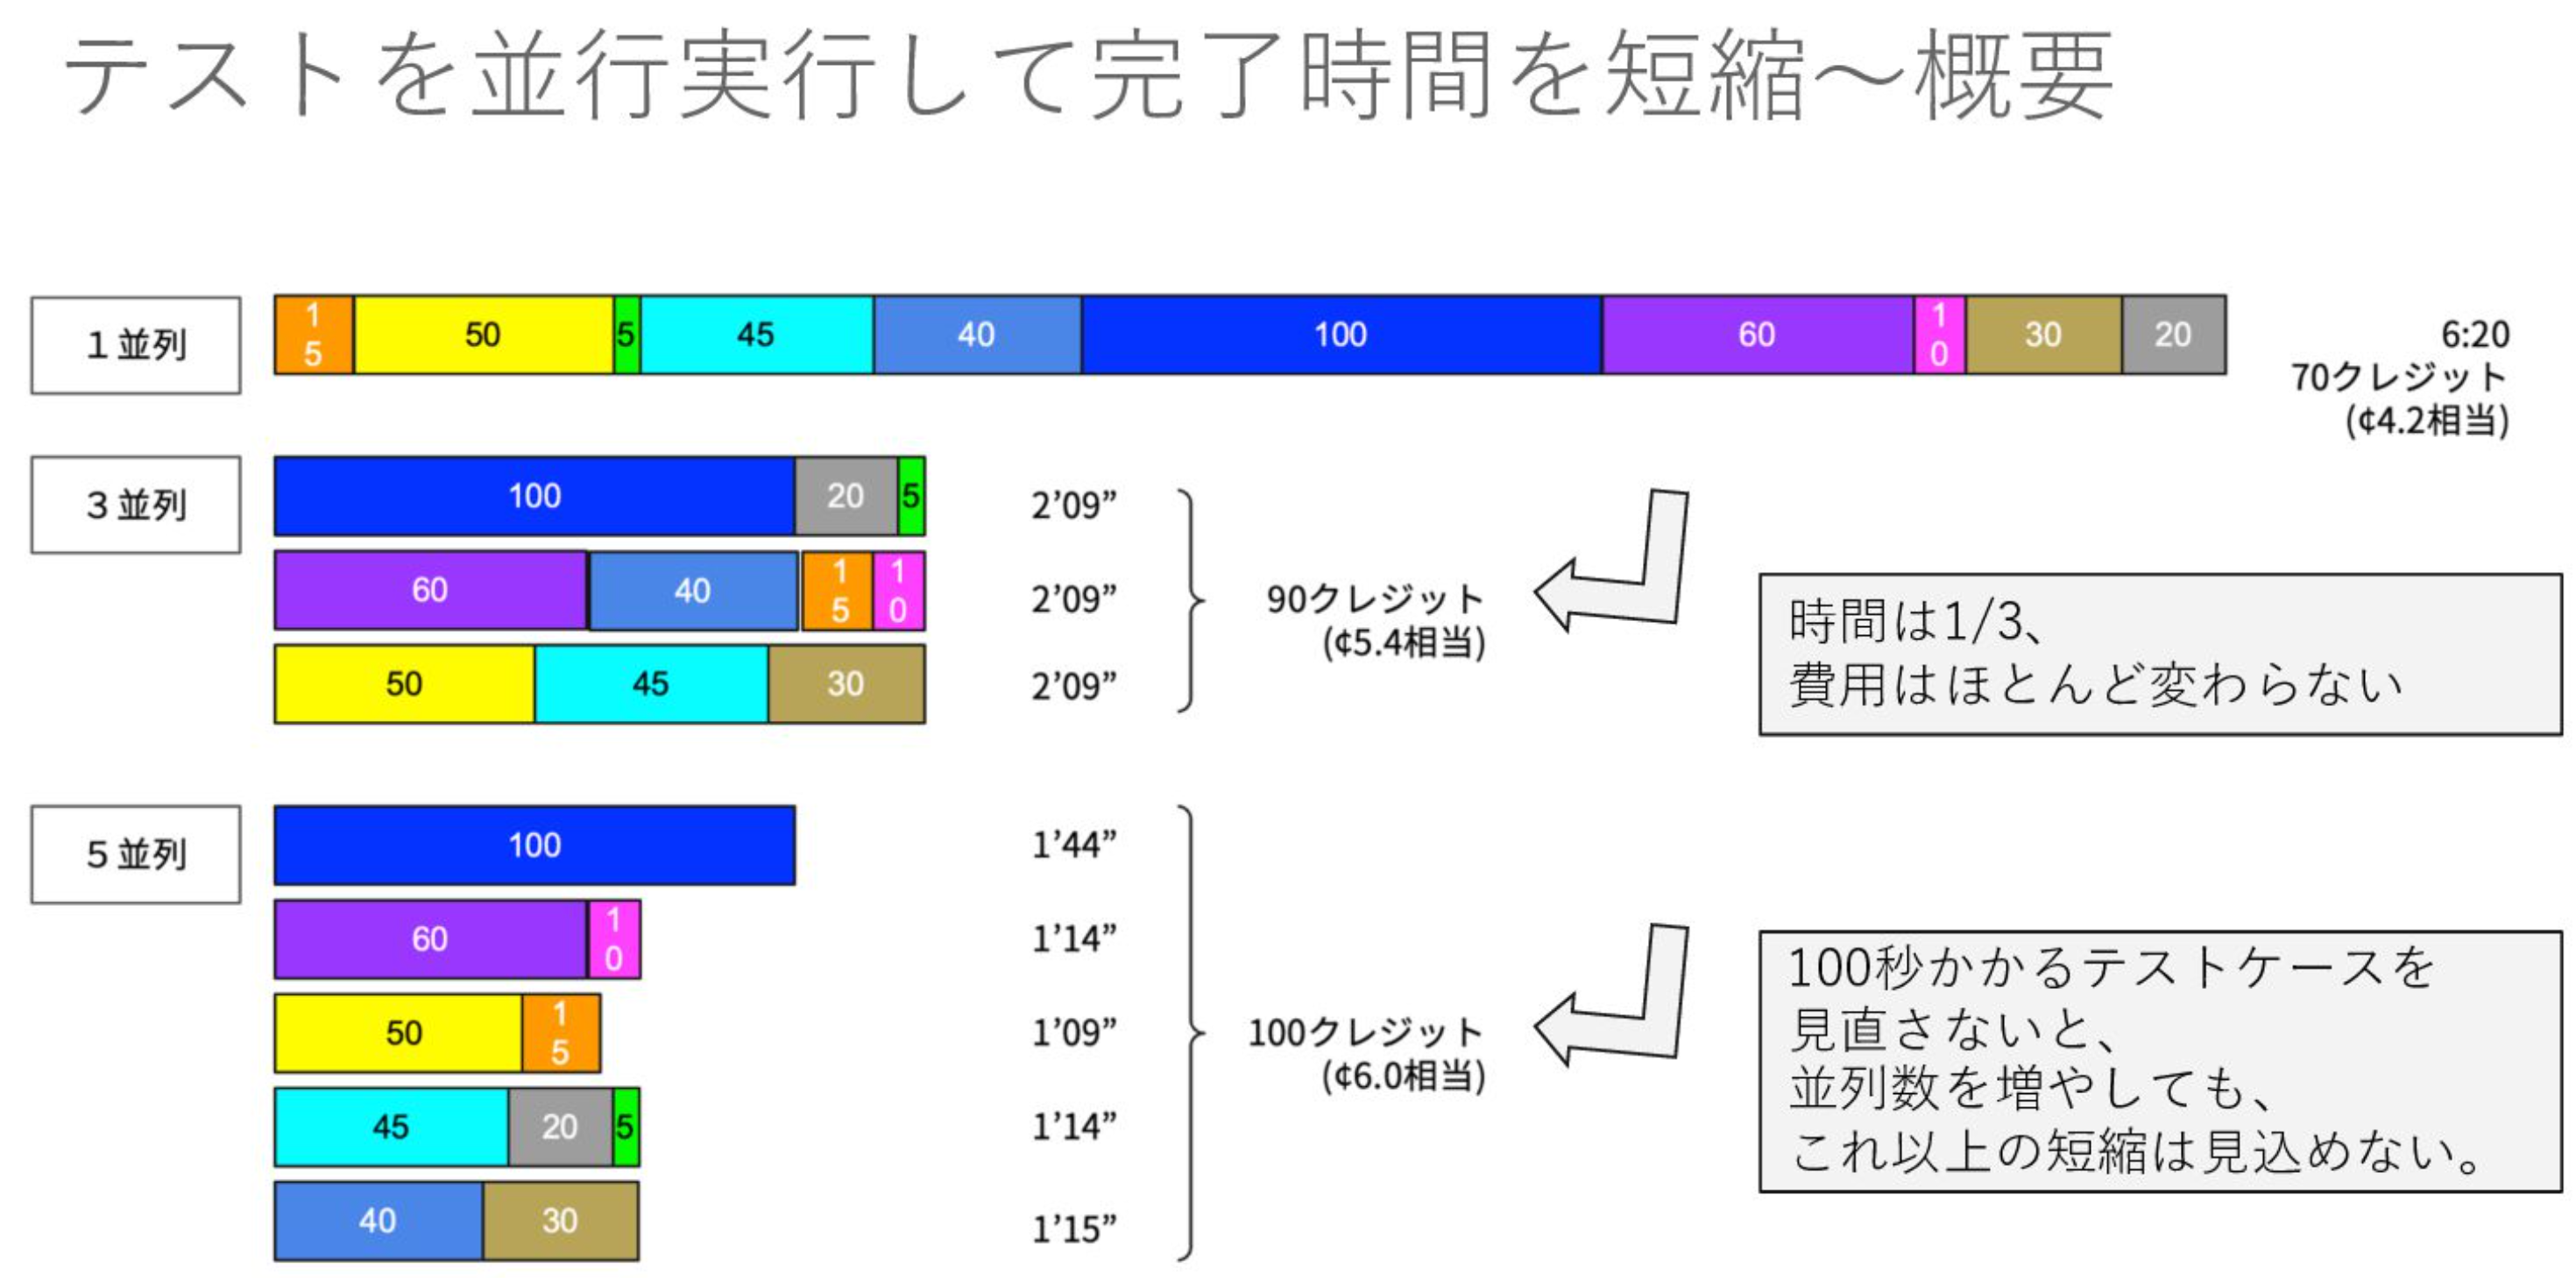 テストを並行実行して完了時間を短縮～概要
１並列
15 50 5 45 40 100 60 10 30 20
6:20
70クレジット
(¢4.2相当)
３並列
100 20 5
2’09”
60 40 15 10
2’09”
50 45 30
2’09”
90クレジット
(¢5.4相当)
時間は1/3、
費用はほとんど変わらない
５並列
100
1’44”
60 10
1’14”
50 15
1’09”
45 20 5
1’14”
40 30
1’15”
100クレジット
(¢6.0相当)
100秒かかるテストケースを
見直さないと、
並列数を増やしても、
これ以上の短縮は見込めない。